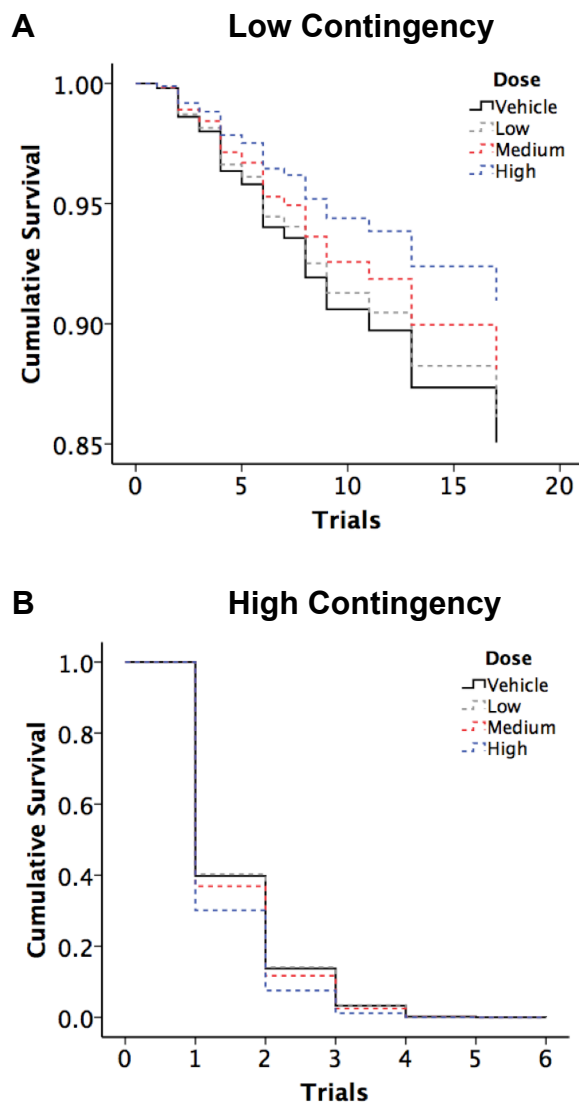 A Low Contingency
Dose
Vehicle
Low
Medium
High
1.00
0.95
0.90
0.85
Cumulative Survival
0 5 10 15 20
Trials
B High Contingency
Dose
Vehicle
Low
Medium
High
1.0
0.8
0.6
0.4
0.2
0.0
Cumulative Survival
0 1 2 3 4 5 6
Trials